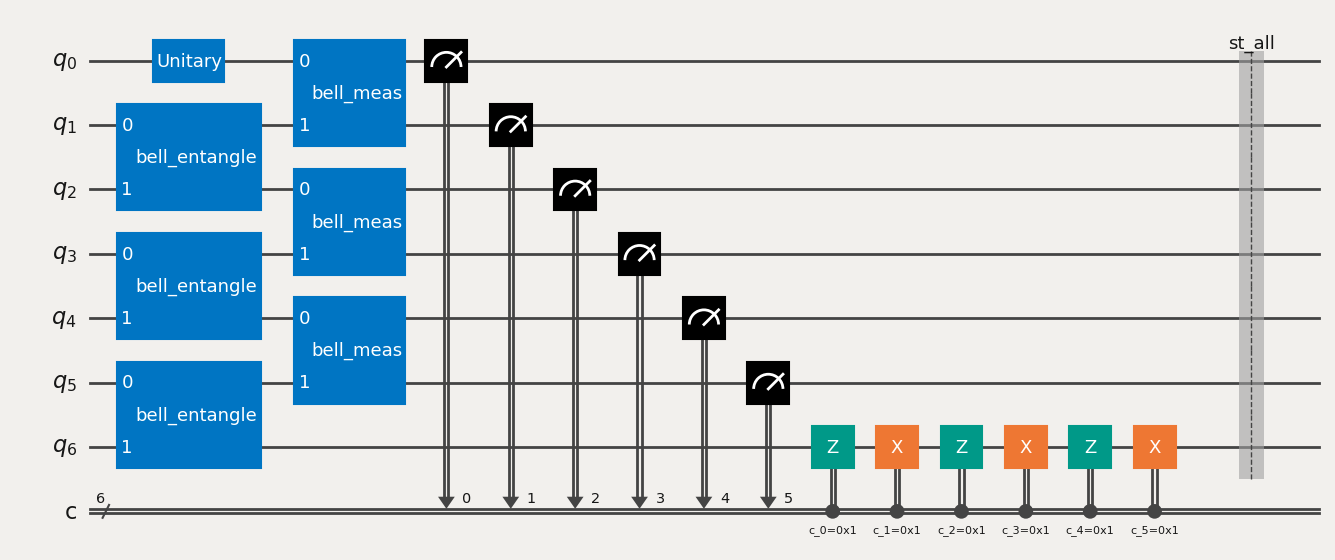 st_all
q0 Unitary 0
bell_meas
q1 0 1
bell_entangle
q2 1 0
bell_meas
q3 0 1
bell_entangle
q4 1 0
bell_meas
q5 0 1
bell_entangle
q6 1 Z X Z X Z X
6 0 1 2 3 4 5
c
c_0=0x1 c_1=0x1 c_2=0x1 c_3=0x1 c_4=0x1 c_5=0x1